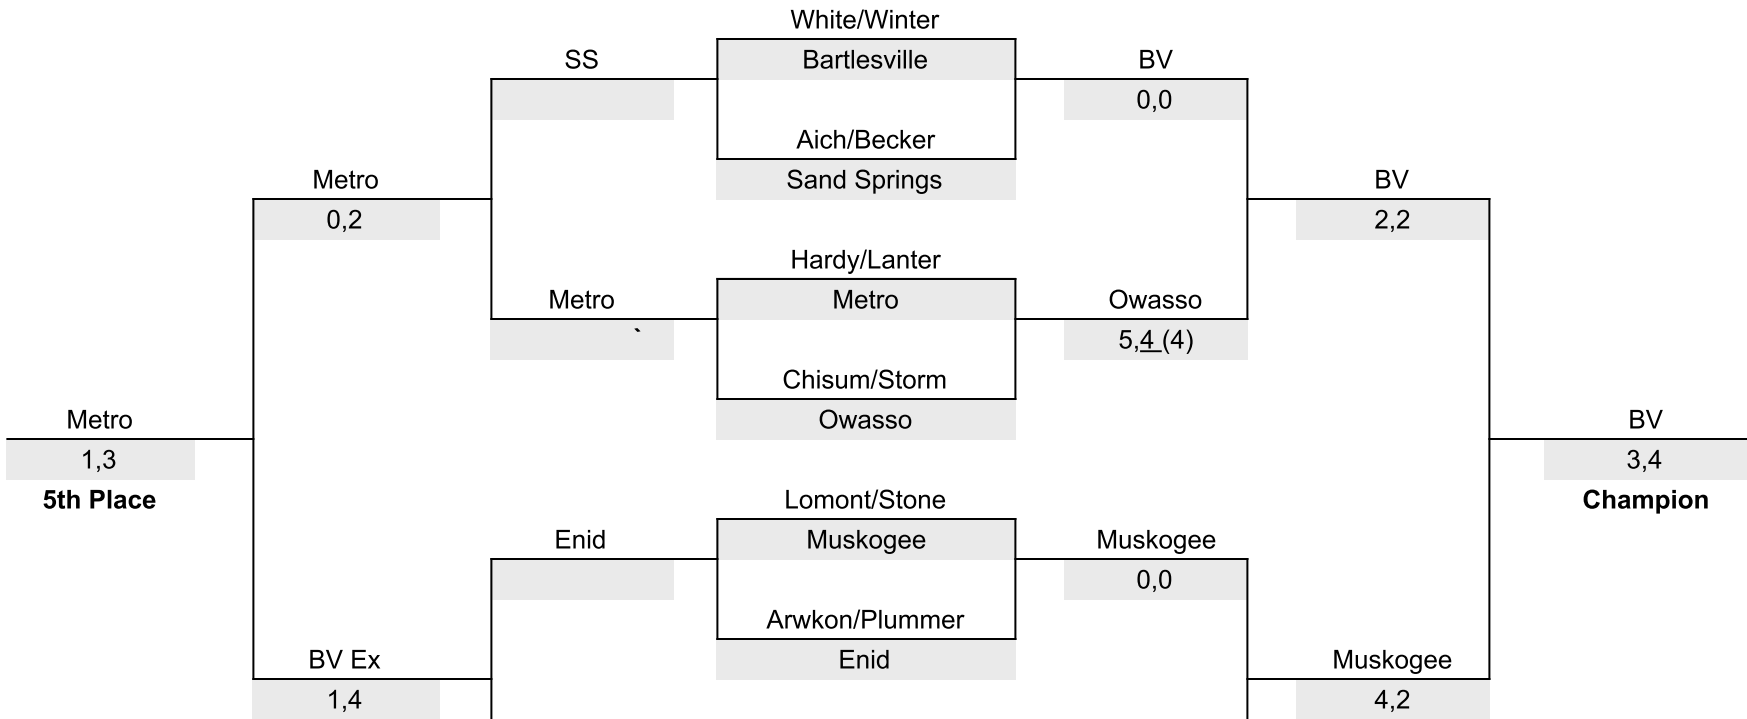 White/Winter
SS Bartlesville BV
0,0
Aich/Becker
Metro Sand Springs BV
0,2 2,2
Hardy/Lanter
Metro Metro Owasso
` 5,4 (4)
Chisum/Storm
Metro Owasso BV
1,3 3,4
5th Place Lomont/Stone Champion
Enid Muskogee Muskogee
0,0
Arwkon/Plummer
BV Ex Enid Muskogee
1,4 4,2